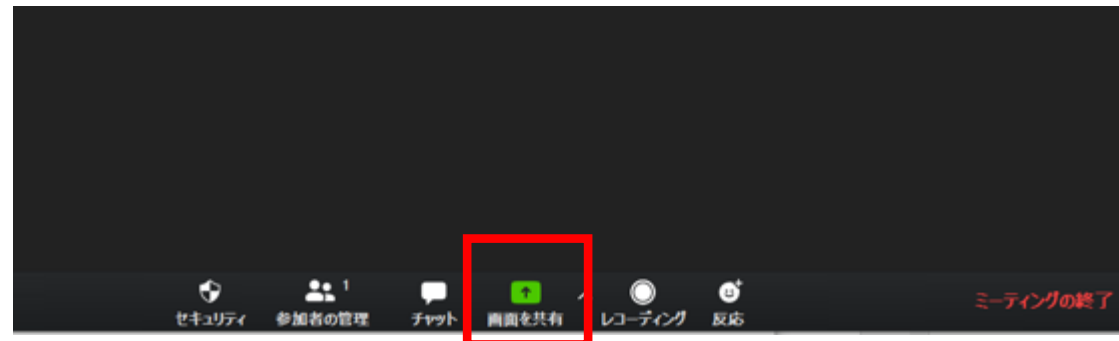 1
セキュリティ 参加者の管理 チャット 画面を共有 レコーディング 反応 ミーティングの終了